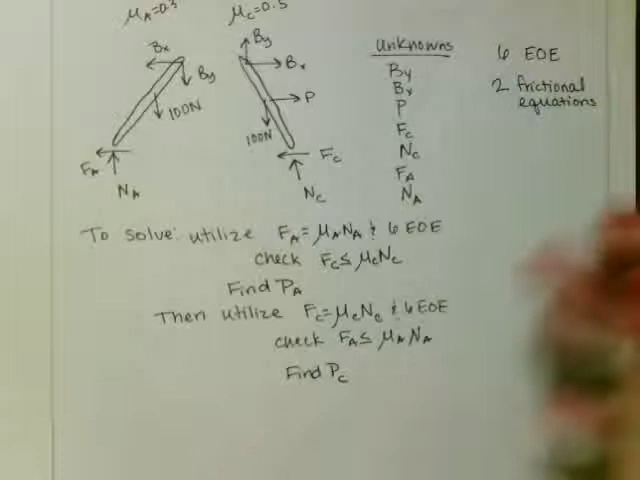 μA=0.3 μC=0.5
Bx
By
100N
FA
NA
By
Bx
P
100N
FC
NC
Unknowns
By
Bx
P
FC
NC
FA
NA
6 EOE
2 frictional
equations
To solve: utilize FA=μANA & 6 EOE
check FC≤μCNC
Find PA
Then utilize FC=μCNC & 6 EOE
check FA≤μANA
Find PC